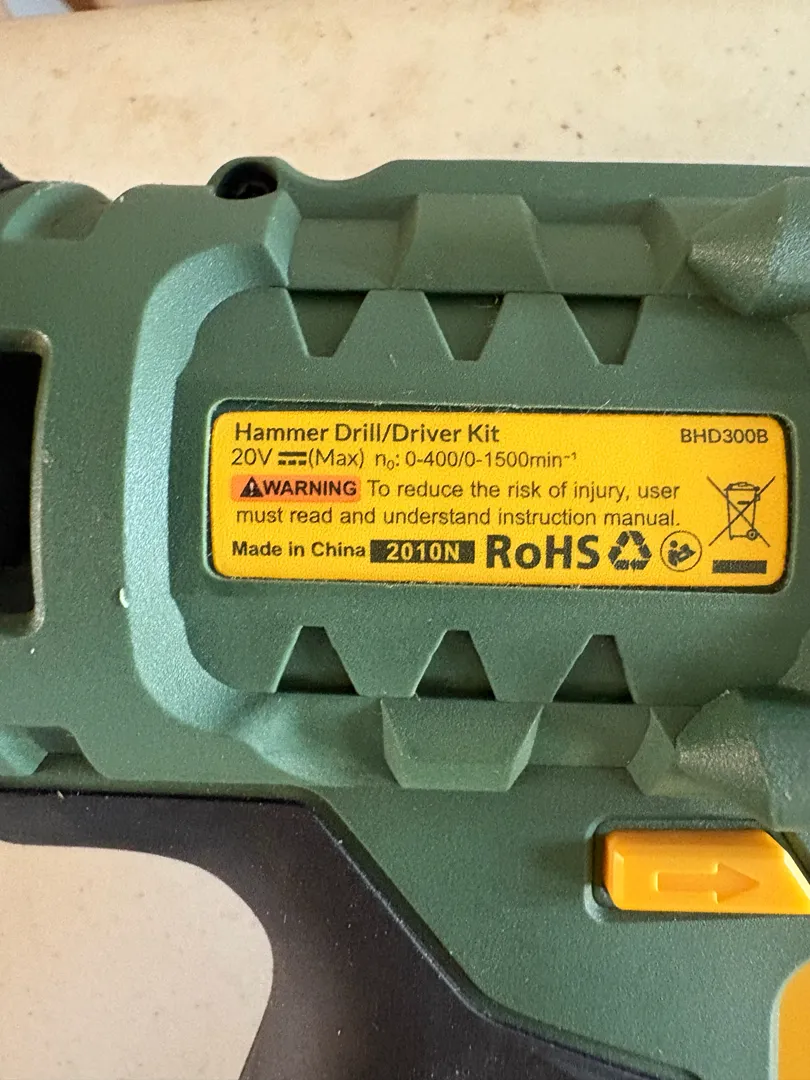 Hammer Drill/Driver Kit BHD300B
20V ⎓(Max) n₀: 0-400/0-1500min⁻¹
⚠WARNING To reduce the risk of injury, user
must read and understand instruction manual.
Made in China 2010N RoHS